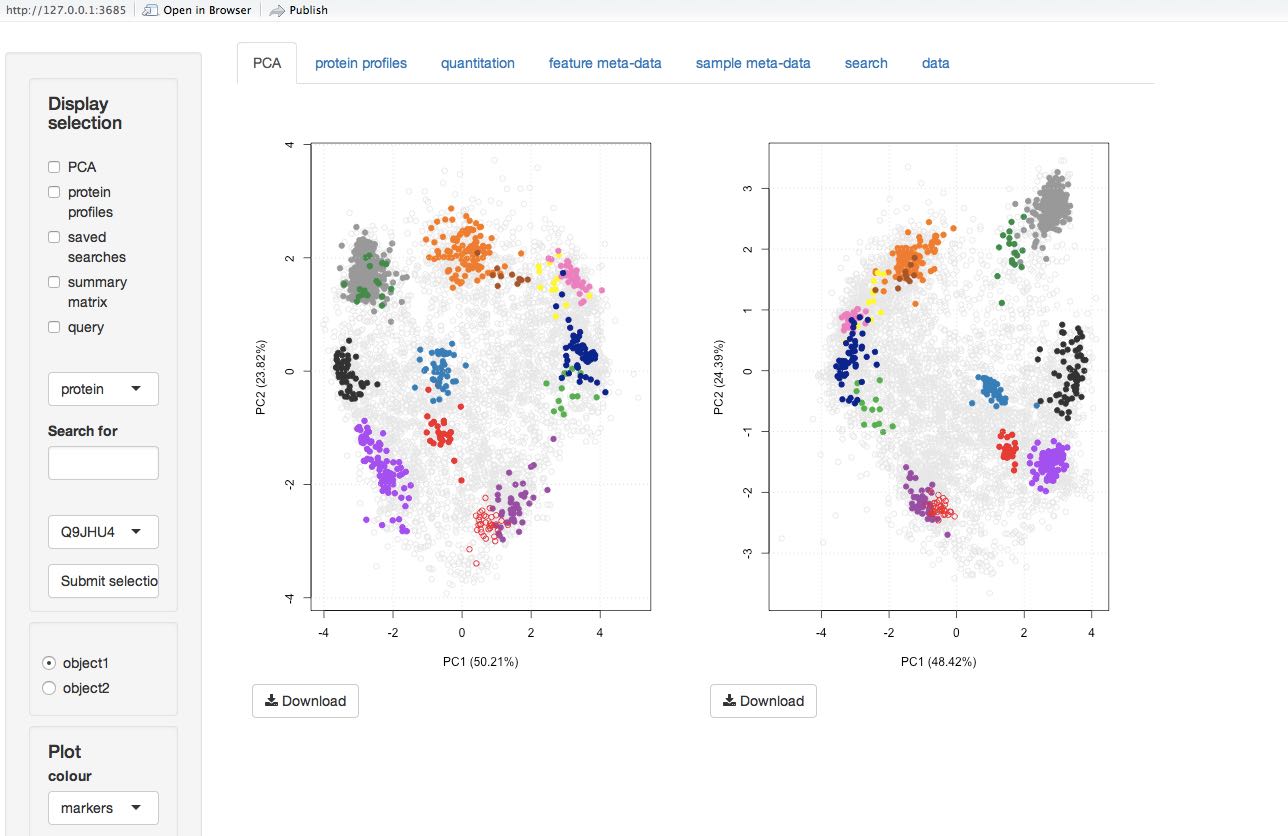 http://127.0.0.1:3685 Open in Browser Publish
PCA protein profiles quantitation feature meta-data sample meta-data search data
Display
selection
PCA
protein
profiles
saved
searches
summary
matrix
query
protein
Search for
Q9JHU4
Submit selectio
object1
object2
Plot
colour
markers
4
2
0
-2
-4
PC2 (23.82%)
-4 -2 0 2 4
PC1 (50.21%)
Download
3
2
1
0
-1
-2
-3
PC2 (24.39%)
-4 -2 0 2 4
PC1 (48.42%)
Download